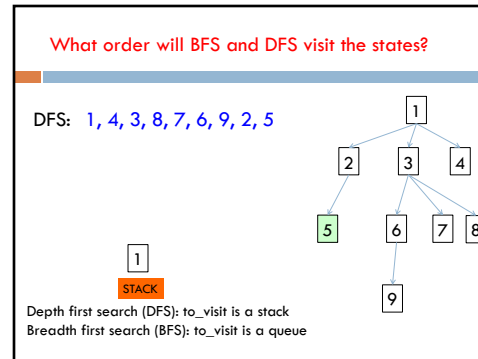 What order will BFS and DFS visit the states?
DFS: 1, 4, 3, 8, 7, 6, 9, 2, 5
1
2 3 4
5 6 7 8
1
STACK
9
Depth first search (DFS): to_visit is a stack
Breadth first search (BFS): to_visit is a queue